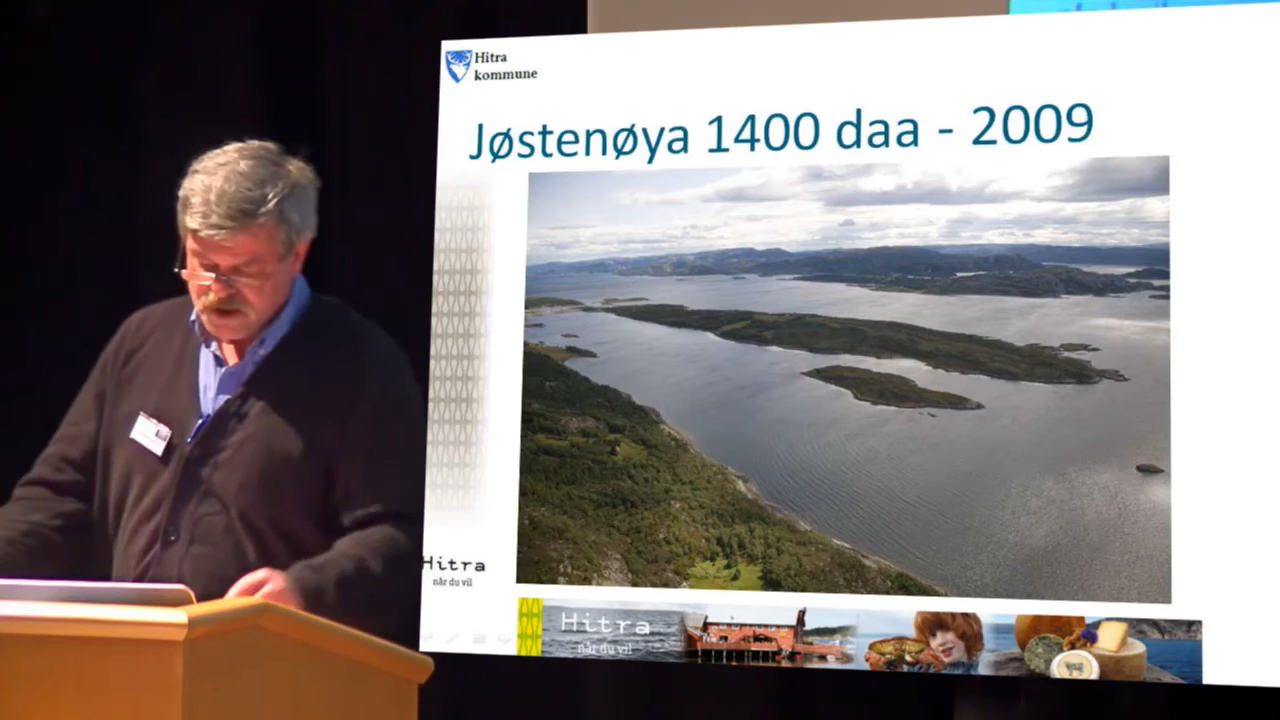 Hitra
kommune
Jøstenøya 1400 daa - 2009
Hitra
når du vil
Hitra
når du vil